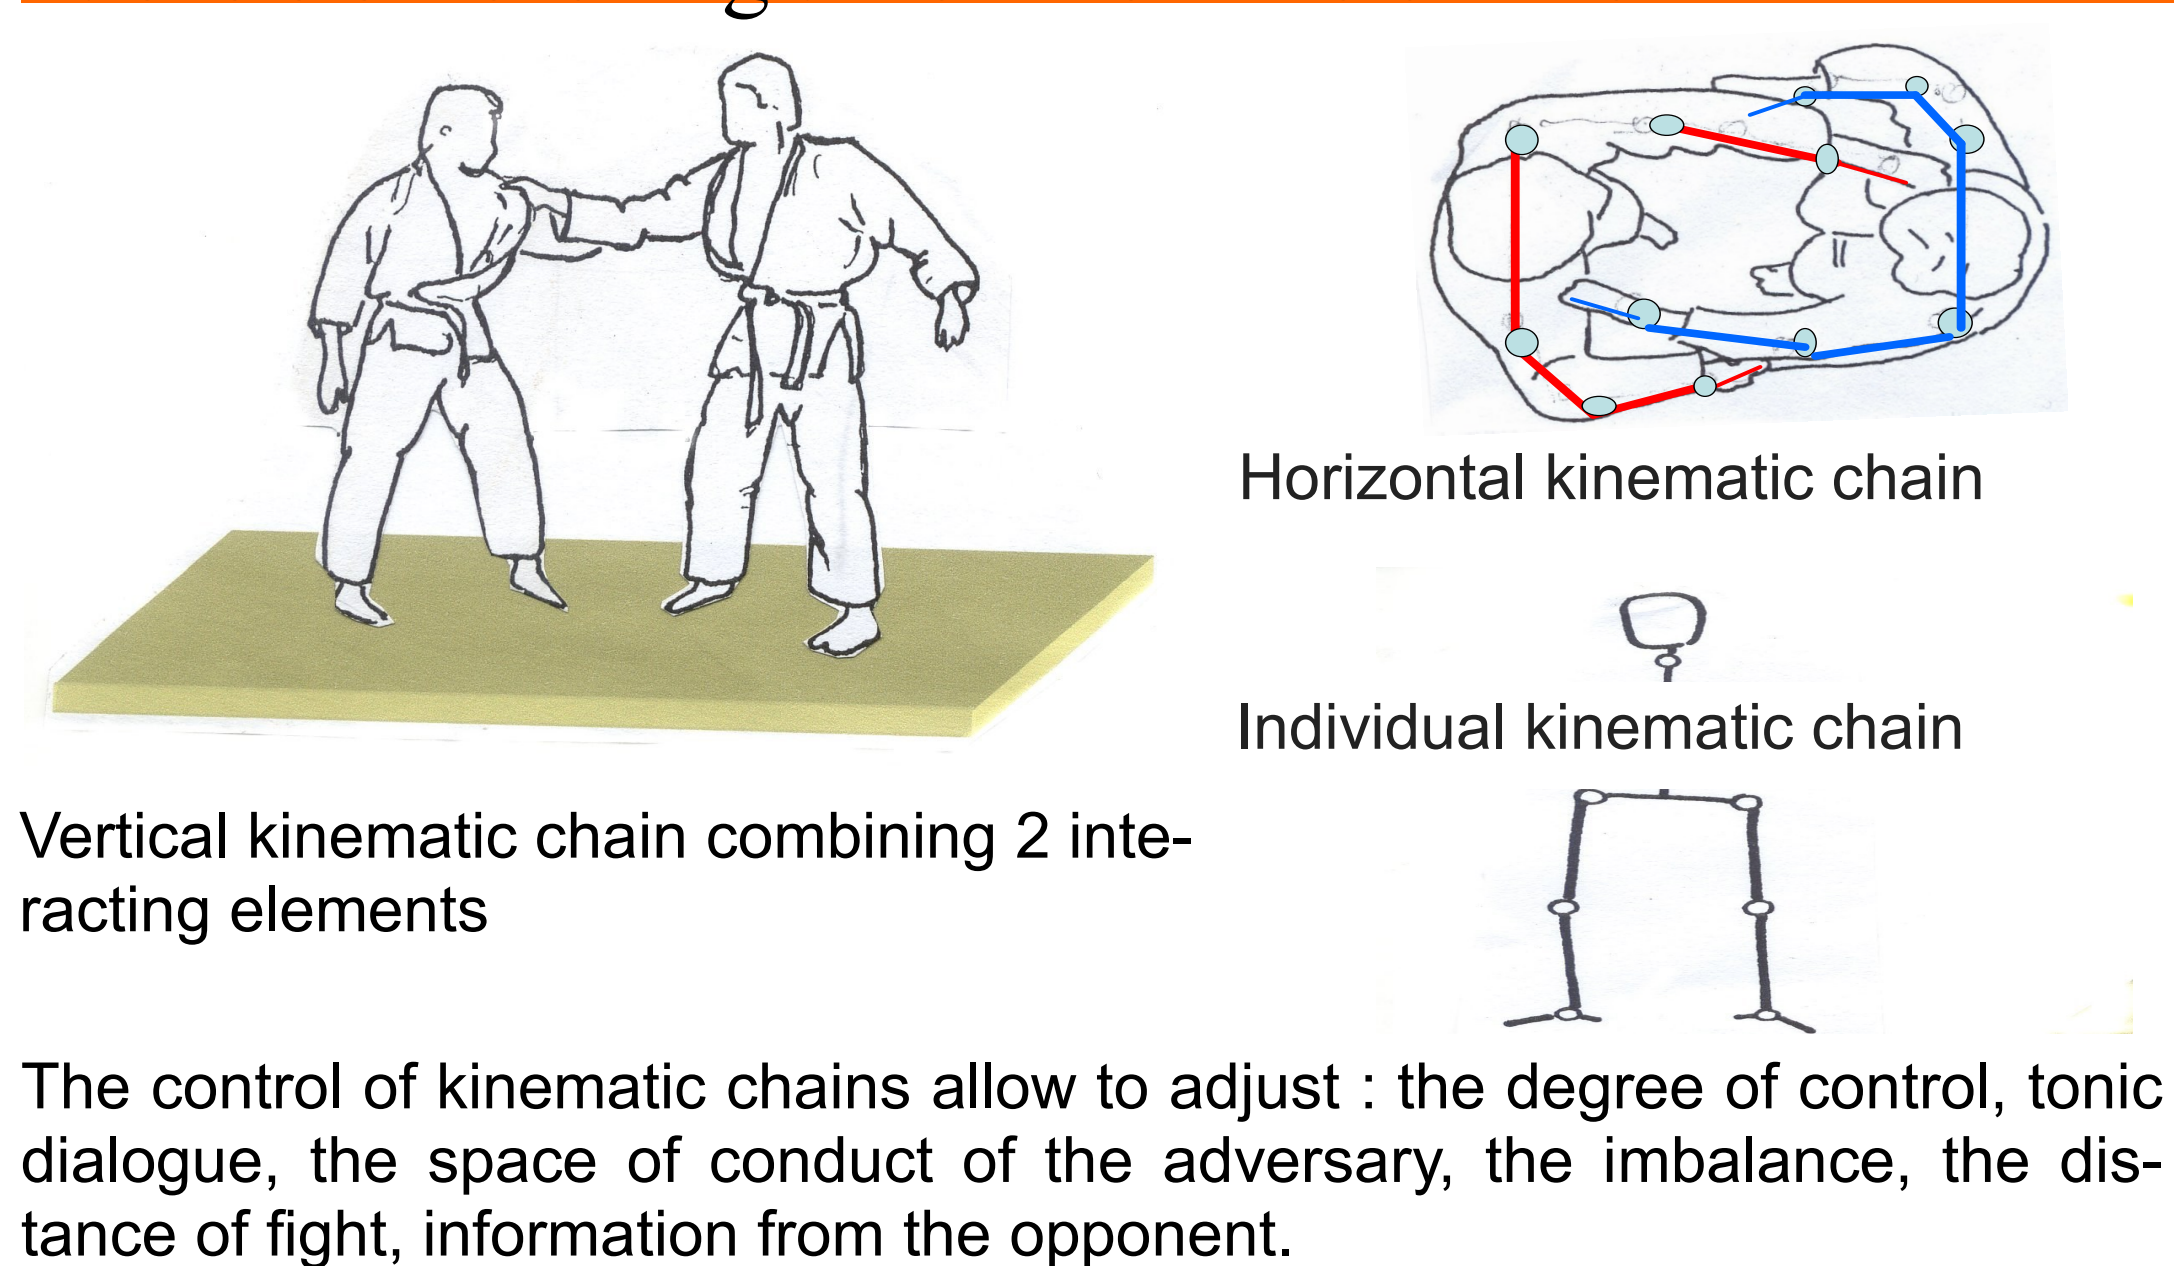 Horizontal kinematic chain
Individual kinematic chain
Vertical kinematic chain combining 2 inte-
racting elements
The control of kinematic chains allow to adjust : the degree of control, tonic
dialogue, the space of conduct of the adversary, the imbalance, the dis-
tance of fight, information from the opponent.